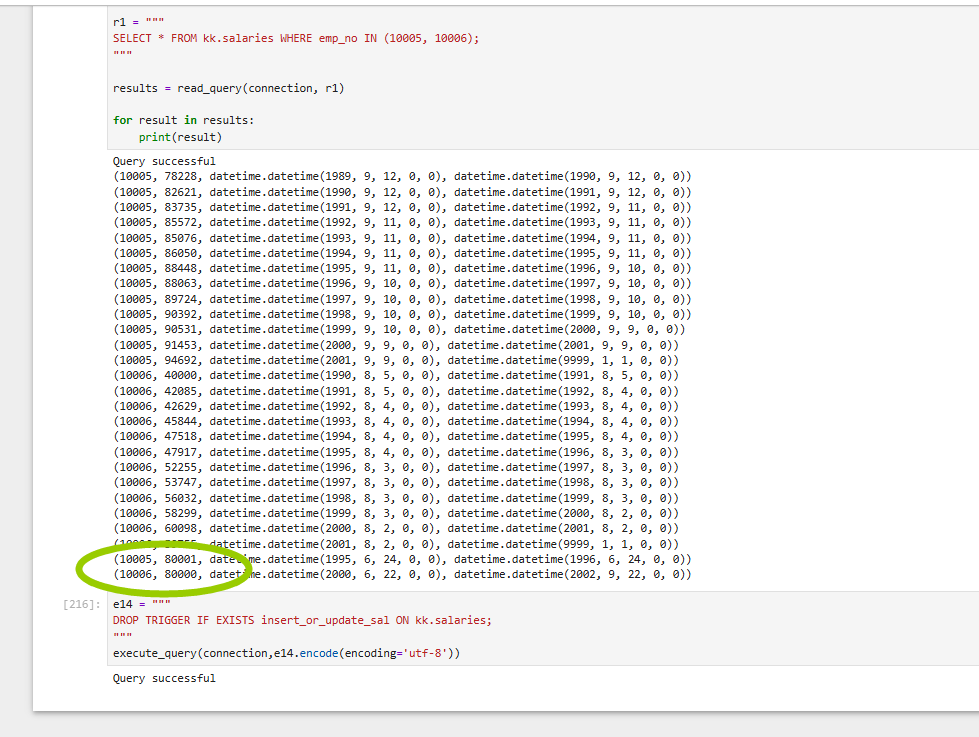 r1 = """
SELECT * FROM kk.salaries WHERE emp_no IN (10005, 10006);
"""
results = read_query(connection, r1)
for result in results:
print(result)
Query successful
(10005, 78228, datetime.datetime(1989, 9, 12, 0, 0), datetime.datetime(1990, 9, 12, 0, 0))
(10005, 82621, datetime.datetime(1990, 9, 12, 0, 0), datetime.datetime(1991, 9, 12, 0, 0))
(10005, 83735, datetime.datetime(1991, 9, 12, 0, 0), datetime.datetime(1992, 9, 11, 0, 0))
(10005, 85572, datetime.datetime(1992, 9, 11, 0, 0), datetime.datetime(1993, 9, 11, 0, 0))
(10005, 85076, datetime.datetime(1993, 9, 11, 0, 0), datetime.datetime(1994, 9, 11, 0, 0))
(10005, 86050, datetime.datetime(1994, 9, 11, 0, 0), datetime.datetime(1995, 9, 11, 0, 0))
(10005, 88448, datetime.datetime(1995, 9, 11, 0, 0), datetime.datetime(1996, 9, 10, 0, 0))
(10005, 88063, datetime.datetime(1996, 9, 10, 0, 0), datetime.datetime(1997, 9, 10, 0, 0))
(10005, 89724, datetime.datetime(1997, 9, 10, 0, 0), datetime.datetime(1998, 9, 10, 0, 0))
(10005, 90392, datetime.datetime(1998, 9, 10, 0, 0), datetime.datetime(1999, 9, 10, 0, 0))
(10005, 90531, datetime.datetime(1999, 9, 10, 0, 0), datetime.datetime(2000, 9, 9, 0, 0))
(10005, 91453, datetime.datetime(2000, 9, 9, 0, 0), datetime.datetime(2001, 9, 9, 0, 0))
(10005, 94692, datetime.datetime(2001, 9, 9, 0, 0), datetime.datetime(9999, 1, 1, 0, 0))
(10006, 40000, datetime.datetime(1990, 8, 5, 0, 0), datetime.datetime(1991, 8, 5, 0, 0))
(10006, 42085, datetime.datetime(1991, 8, 5, 0, 0), datetime.datetime(1992, 8, 4, 0, 0))
(10006, 42629, datetime.datetime(1992, 8, 4, 0, 0), datetime.datetime(1993, 8, 4, 0, 0))
(10006, 45844, datetime.datetime(1993, 8, 4, 0, 0), datetime.datetime(1994, 8, 4, 0, 0))
(10006, 47518, datetime.datetime(1994, 8, 4, 0, 0), datetime.datetime(1995, 8, 4, 0, 0))
(10006, 47917, datetime.datetime(1995, 8, 4, 0, 0), datetime.datetime(1996, 8, 3, 0, 0))
(10006, 52255, datetime.datetime(1996, 8, 3, 0, 0), datetime.datetime(1997, 8, 3, 0, 0))
(10006, 53747, datetime.datetime(1997, 8, 3, 0, 0), datetime.datetime(1998, 8, 3, 0, 0))
(10006, 56032, datetime.datetime(1998, 8, 3, 0, 0), datetime.datetime(1999, 8, 3, 0, 0))
(10006, 58299, datetime.datetime(1999, 8, 3, 0, 0), datetime.datetime(2000, 8, 2, 0, 0))
(10006, 60098, datetime.datetime(2000, 8, 2, 0, 0), datetime.datetime(2001, 8, 2, 0, 0))
datetime.datetime(2001, 8, 2, 0, 0), datetime.datetime(9999, 1, 1, 0, 0))
(10005, 80001, datetime.datetime(1995, 6, 24, 0, 0), datetime.datetime(1996, 6, 24, 0, 0))
(10006, 80000, datetime.datetime(2000, 6, 22, 0, 0), datetime.datetime(2002, 9, 22, 0, 0))
[216]: e14 = """
DROP TRIGGER IF EXISTS insert_or_update_sal ON kk.salaries;
"""
execute_query(connection,e14.encode(encoding='utf-8'))
Query successful